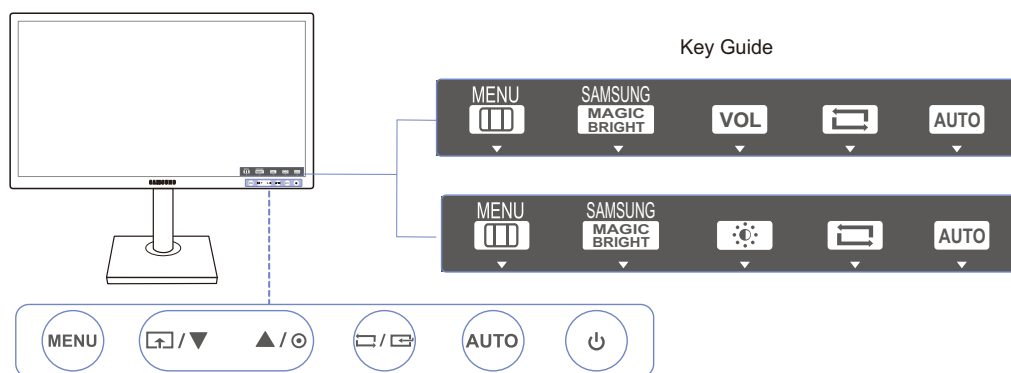 Key Guide
MENU SAMSUNG
MAGIC BRIGHT VOL AUTO
MENU SAMSUNG
MAGIC BRIGHT AUTO
SAMSUNG
MENU / ▼ ▲ / AUTO